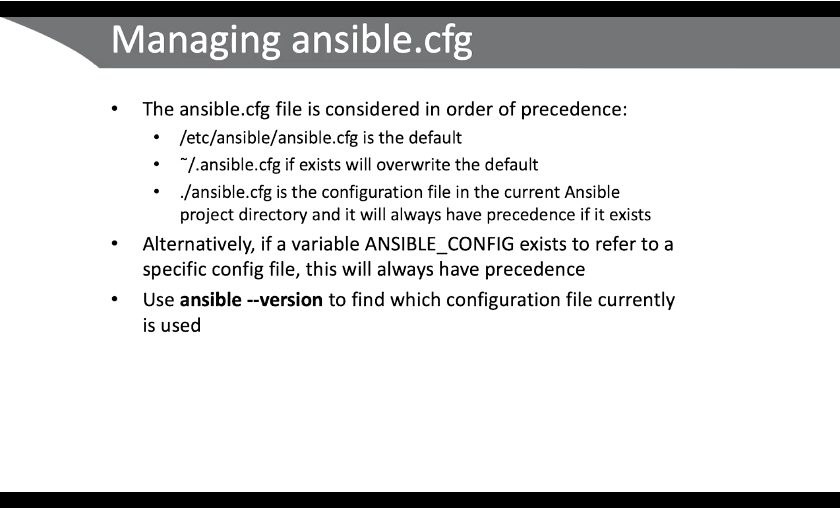 Managing ansible.cfg
• The ansible.cfg file is considered in order of precedence:
• /etc/ansible/ansible.cfg is the default
• ~/.ansible.cfg if exists will overwrite the default
• ./ansible.cfg is the configuration file in the current Ansible
project directory and it will always have precedence if it exists
• Alternatively, if a variable ANSIBLE_CONFIG exists to refer to a
specific config file, this will always have precedence
• Use ansible --version to find which configuration file currently
is used